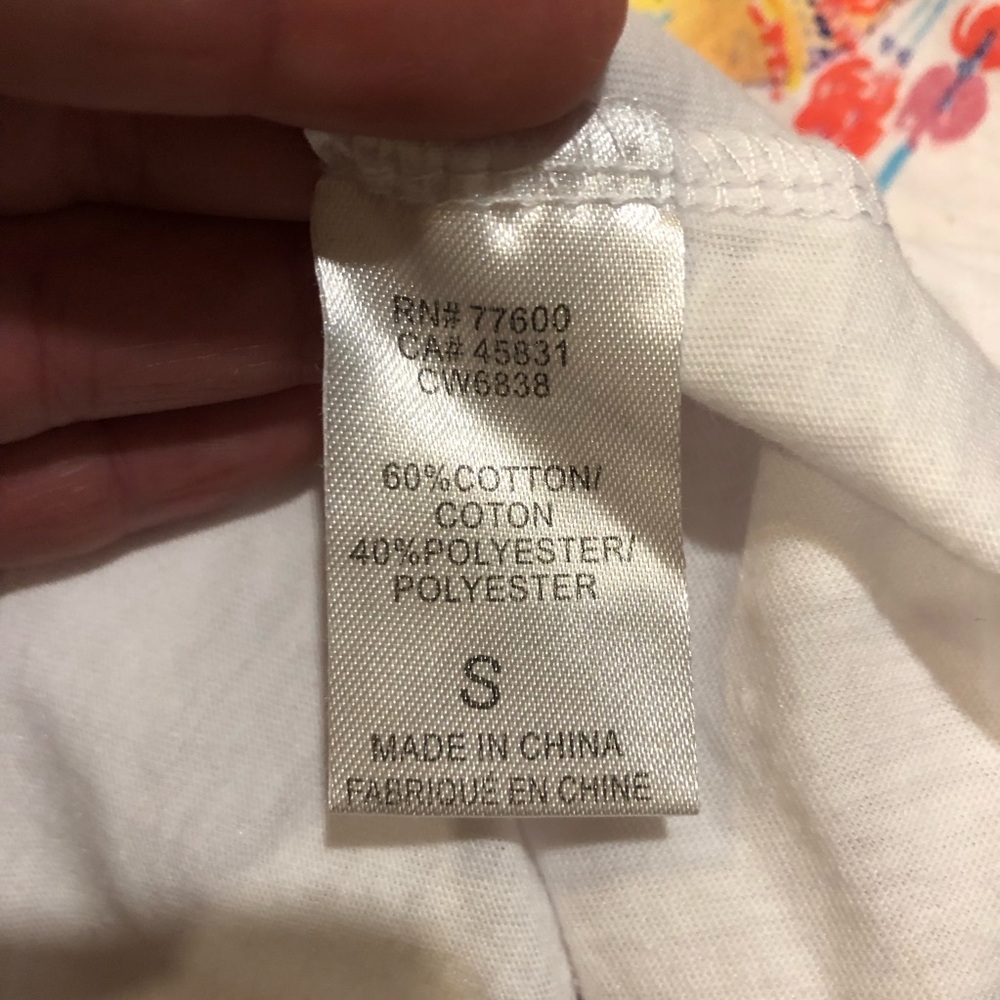 RN# 77600
CA# 45831
CW6838
60%COTTON/
COTON
40%POLYESTER/
POLYESTER
S
MADE IN CHINA
FABRIQUÉ EN CHINE